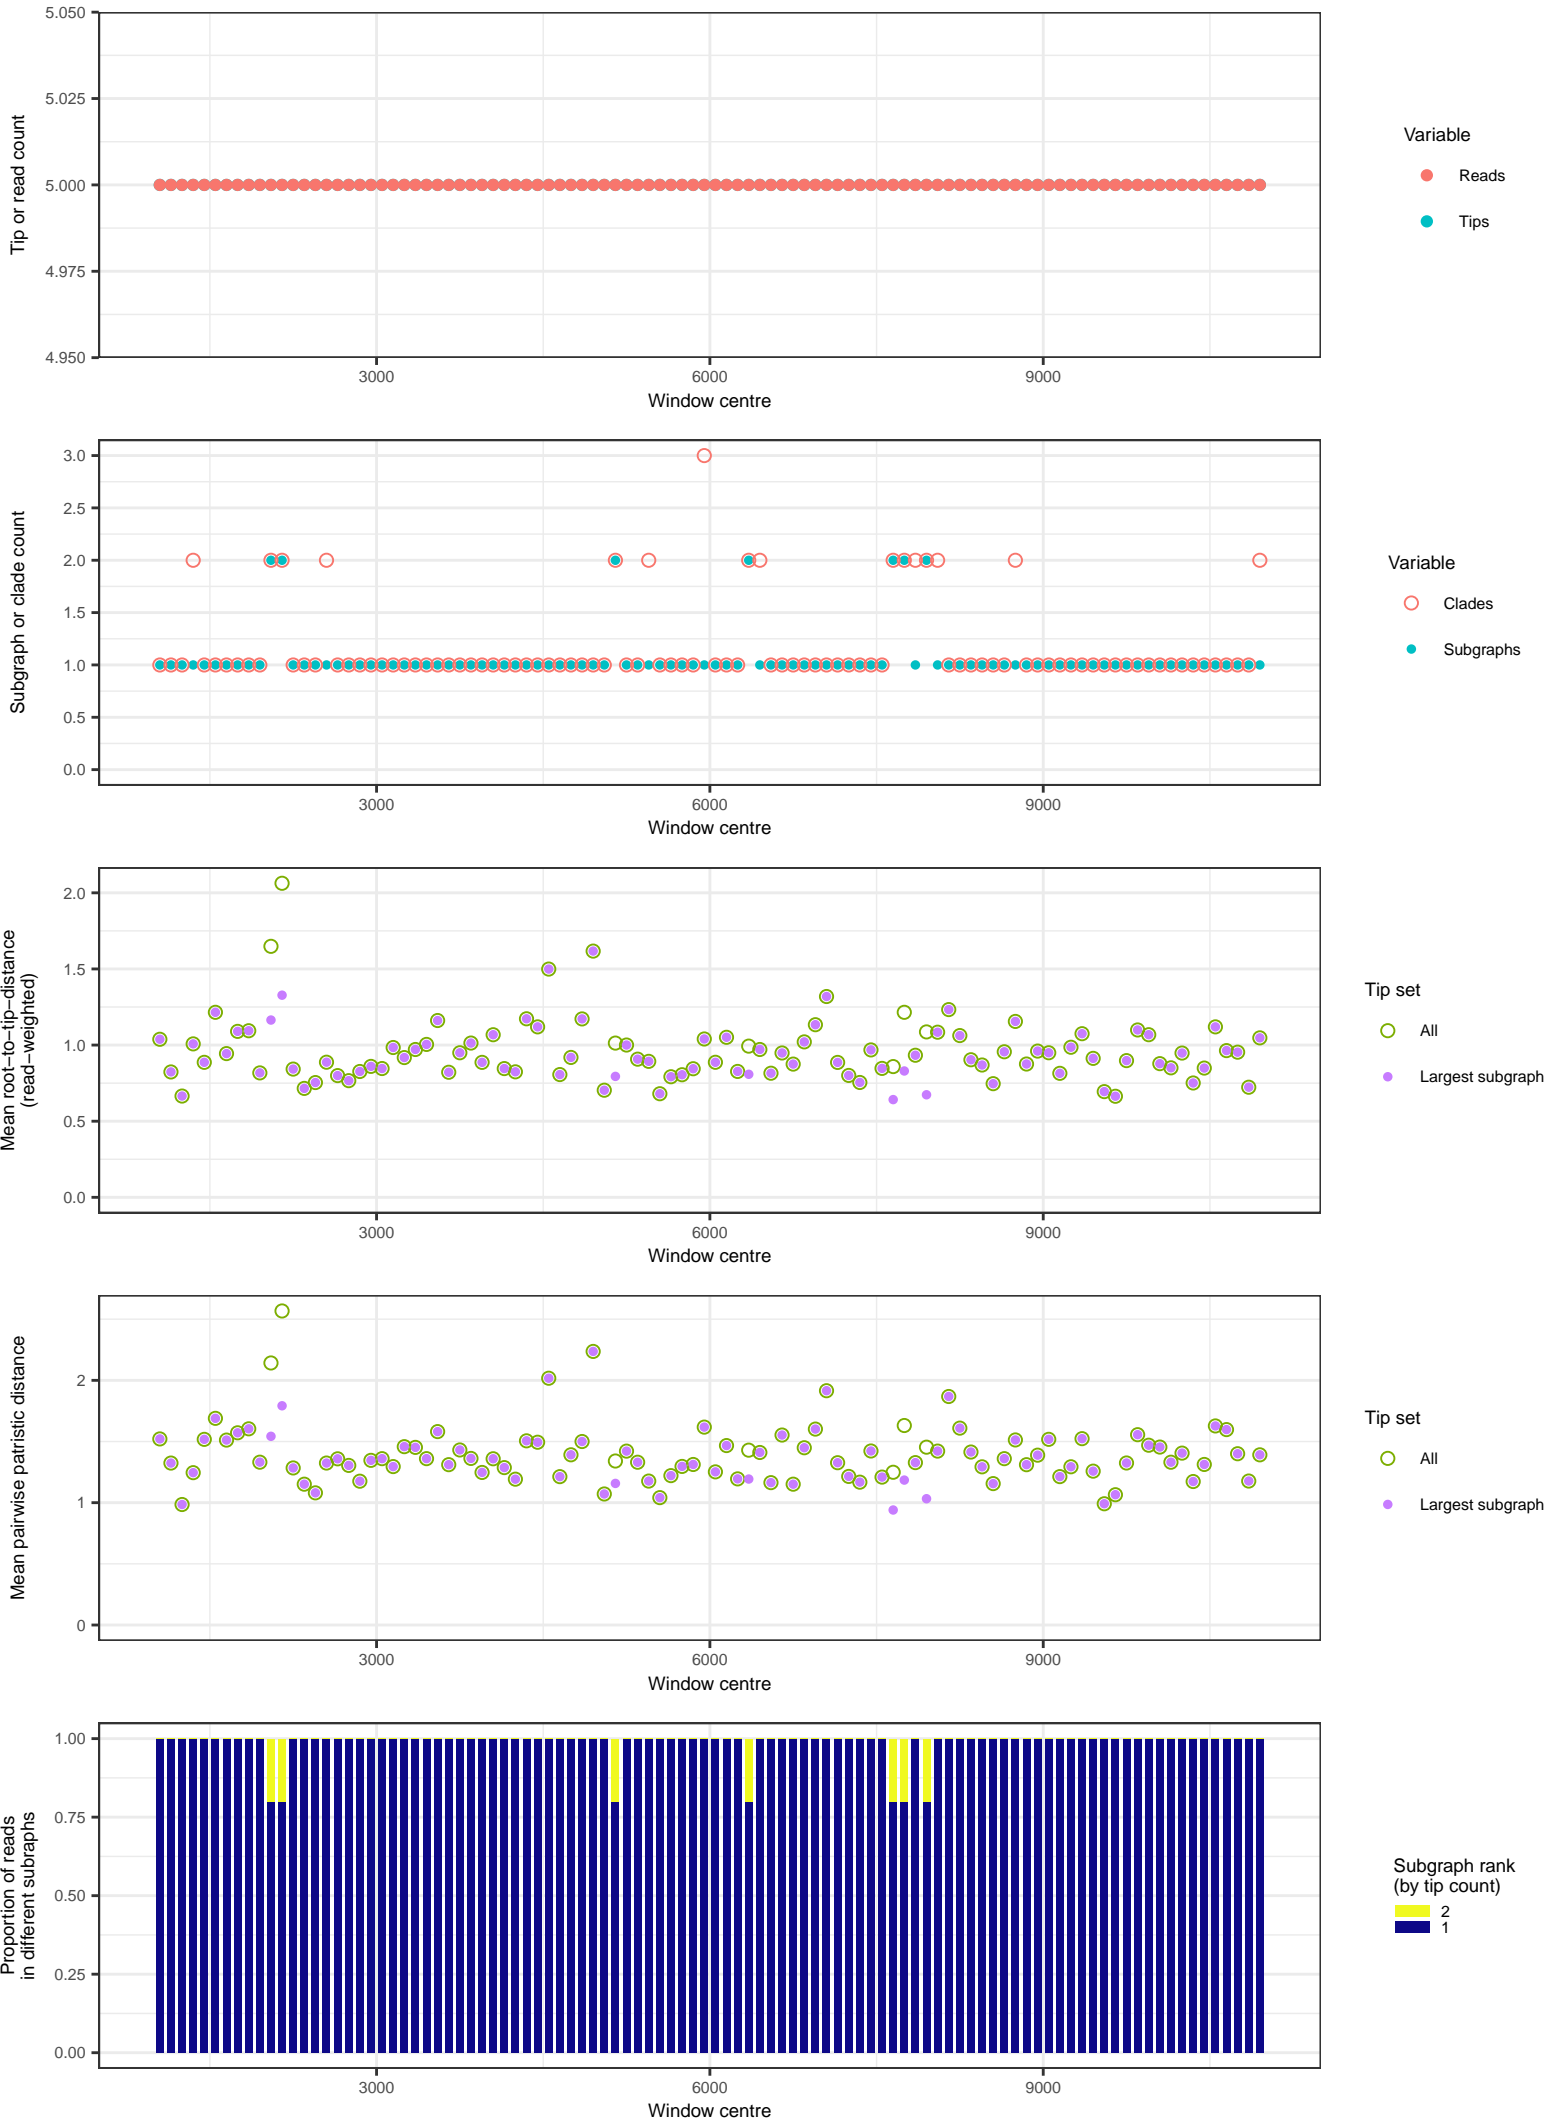 5.050
5.025
5.000
4.975
4.950
Tip or read count
3000 6000 9000
Window centre
Variable
Reads
Tips
3.0
2.5
2.0
1.5
1.0
0.5
0.0
Subgraph or clade count
3000 6000 9000
Window centre
Variable
Clades
Subgraphs
2.0
1.5
1.0
0.5
0.0
Mean root−to−tip−distance
(read−weighted)
3000 6000 9000
Window centre
Tip set
All
Largest subgraph
2
1
0
Mean pairwise patristic distance
3000 6000 9000
Window centre
Tip set
All
Largest subgraph
1.00
0.75
0.50
0.25
0.00
Proportion of reads
in different subraphs
3000 6000 9000
Window centre
Subgraph rank
(by tip count)
2
1